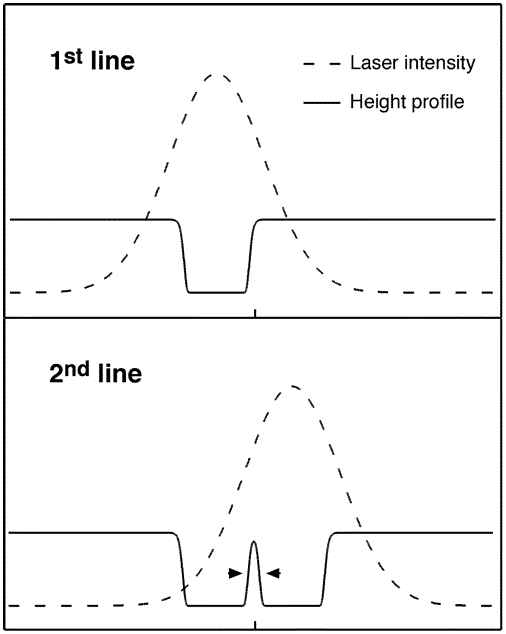 1st line
Laser intensity
Height profile
2nd line